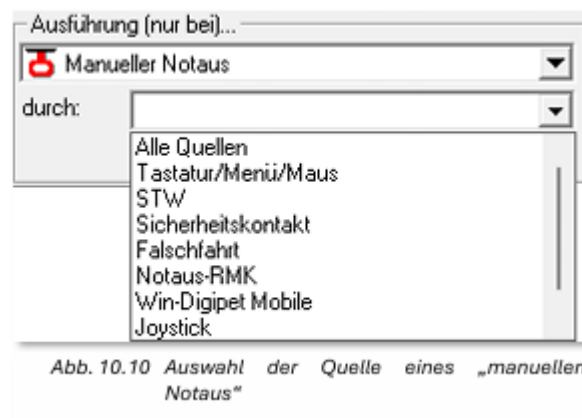 Ausführung (nur bei)...
Manueller Notaus
durch:
Alle Quellen
Tastatur/Menü/Maus
STW
Sicherheitskontakt
Falschfahrt
Notaus-RMK
Win-Digipet Mobile
Joystick
Abb. 10.10 Auswahl der Quelle eines „manueller
Notaus“